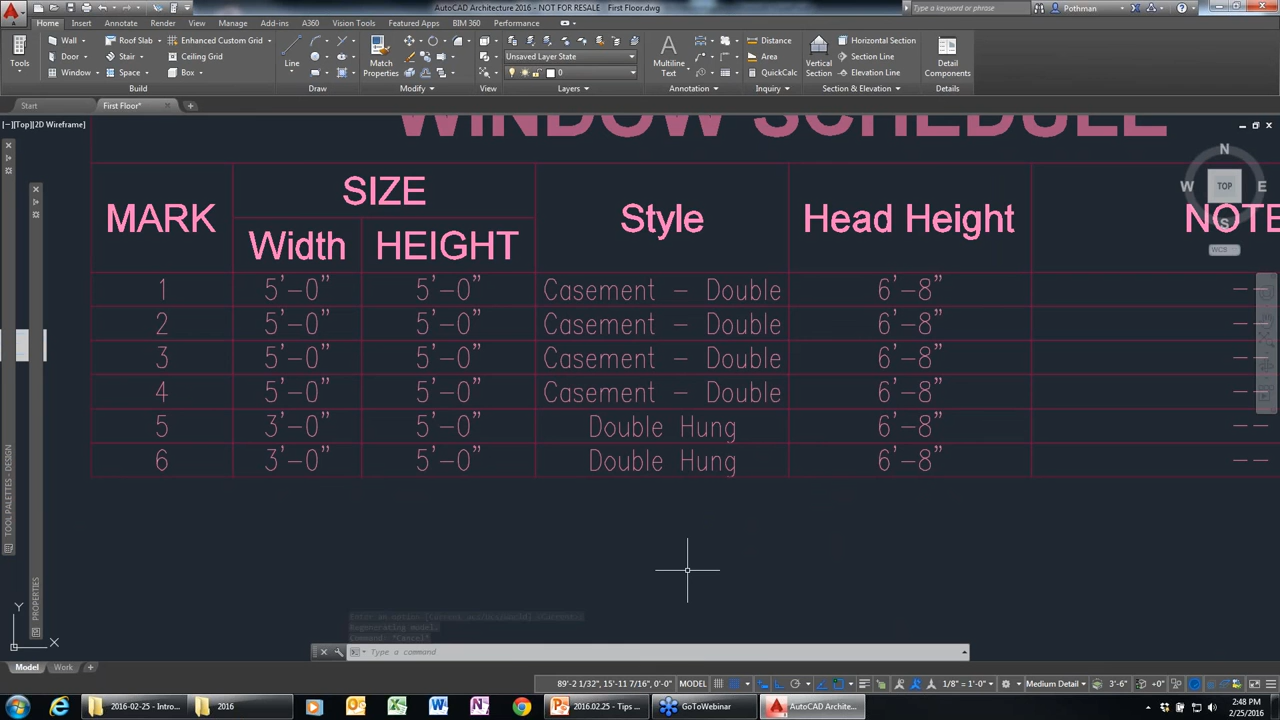 AutoCAD Architecture 2016 - NOT FOR RESALE   First Floor.dwg
Type a keyword or phrase
Pothman
Home Insert Annotate Render View Manage Add-ins A360 Vision Tools Featured Apps BIM 360 Performance
Tools
Wall
Door
Window
Roof Slab
Stair
Space
Enhanced Custom Grid
Ceiling Grid
Box
Build
Line
Draw
Match Properties
Modify
View
Unsaved Layer State
0
Layers
Multiline Text
Annotation
Distance
Area
QuickCalc
Inquiry
Vertical Section
Horizontal Section
Section Line
Elevation Line
Section & Elevation
Detail Components
Details
Start First Floor*
[−][Top][2D Wireframe]
WINDOW SCHEDULE
MARK SIZE Style Head Height NOTE
Width HEIGHT
1 5'-0" 5'-0" Casement - Double 6'-8" --
2 5'-0" 5'-0" Casement - Double 6'-8" --
3 5'-0" 5'-0" Casement - Double 6'-8" --
4 5'-0" 5'-0" Casement - Double 6'-8" --
5 3'-0" 5'-0" Double Hung 6'-8" --
6 3'-0" 5'-0" Double Hung 6'-8" --
N
W TOP E
S
WCS
TOOL PALETTES - DESIGN
PROPERTIES
Y
X
Regenerating model.
Command: *Cancel*
Type a command
Model Work
89'-2 1/32", 15'-11 7/16", 0'-0" MODEL 1/8" = 1'-0" Medium Detail 3'-6" +0"
2016-02-25 - Intro... 2016 2016.02.25 - Tips ... GoToWebinar AutoCAD Archite...
2:48 PM
2/25/2016